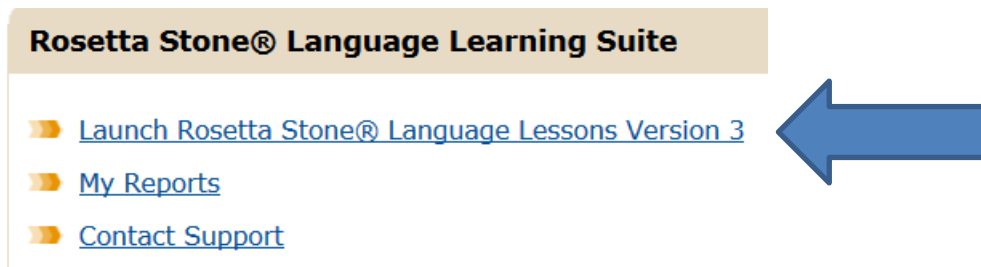 Rosetta Stone® Language Learning Suite
Launch Rosetta Stone® Language Lessons Version 3
My Reports
Contact Support